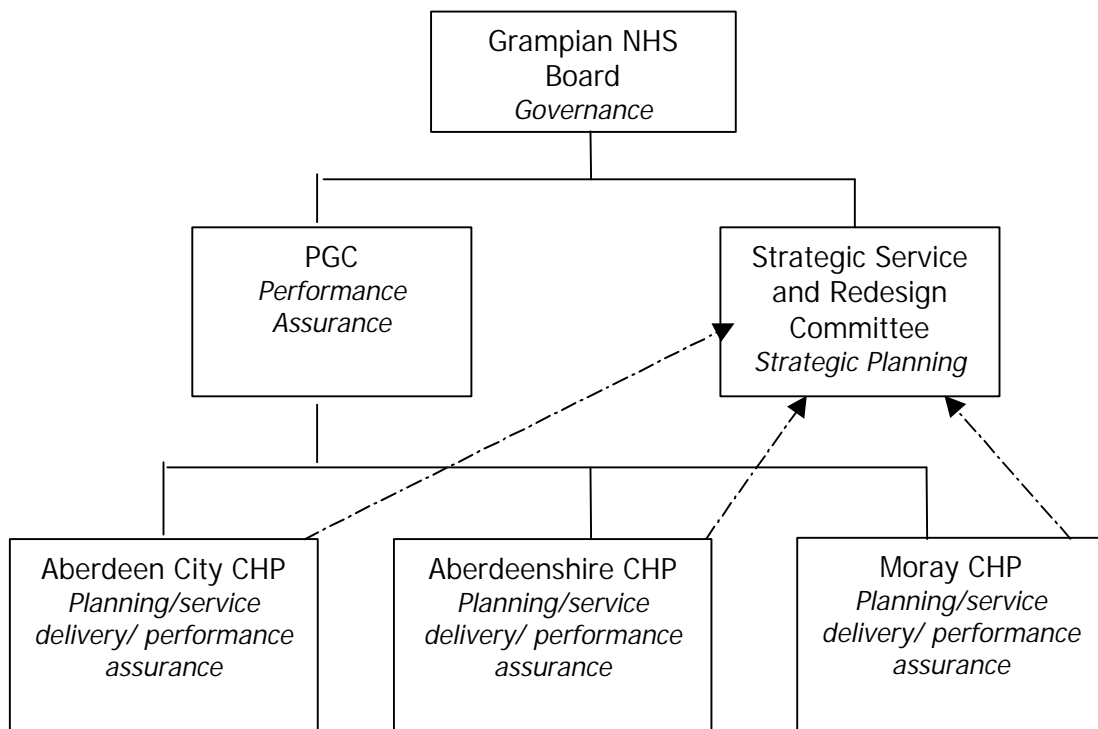 Grampian NHS
Board
Governance
PGC
Performance
Assurance
Strategic Service
and Redesign
Committee
Strategic Planning
Aberdeen City CHP
Planning/service
delivery/ performance
assurance
Aberdeenshire CHP
Planning/service
delivery/ performance
assurance
Moray CHP
Planning/service
delivery/ performance
assurance